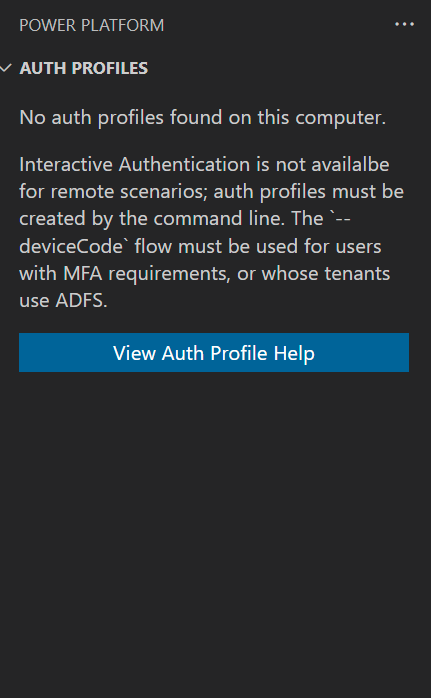 POWER PLATFORM
AUTH PROFILES
No auth profiles found on this computer.
Interactive Authentication is not availalbe
for remote scenarios; auth profiles must be
created by the command line. The `--
deviceCode` flow must be used for users
with MFA requirements, or whose tenants
use ADFS.
View Auth Profile Help